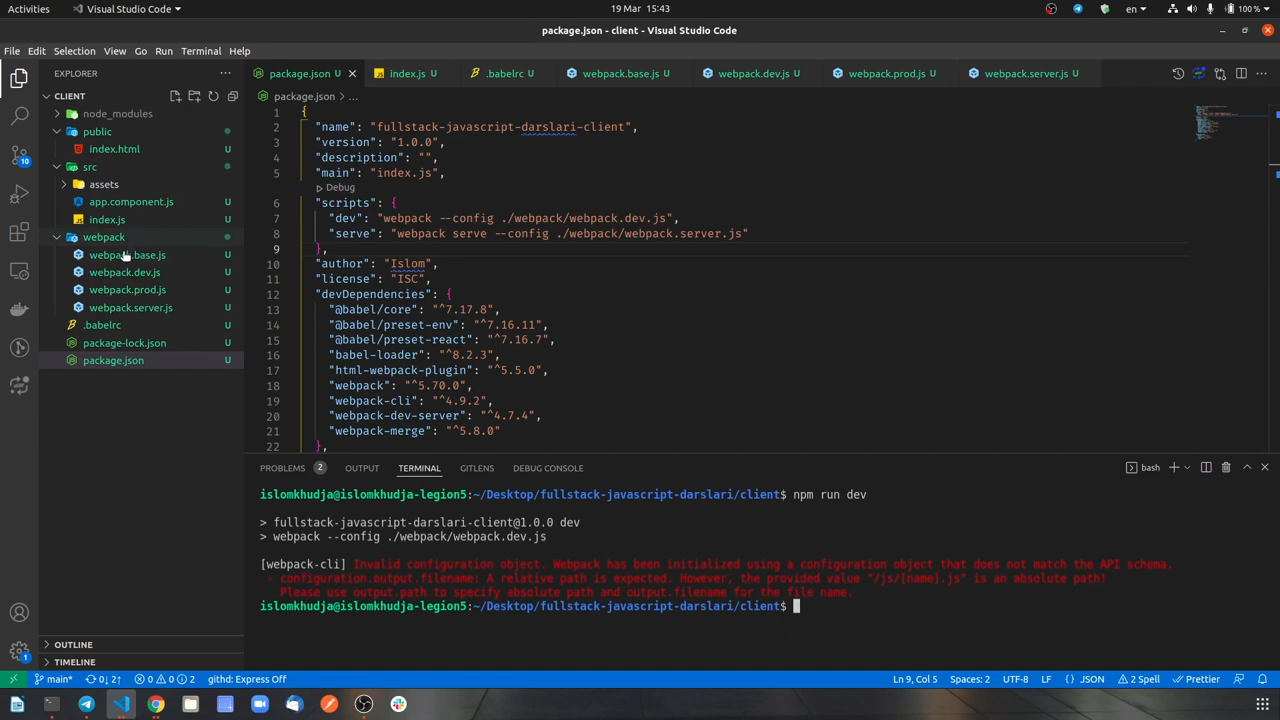 Activities
Visual Studio Code
19 Mar 15:43
en
100 %
package.json - client - Visual Studio Code
File Edit Selection View Go Run Terminal Help
EXPLORER
package.json U
index.js U
.babelrc U
webpack.base.js U
webpack.dev.js U
webpack.prod.js U
webpack.server.js U
CLIENT
node_modules
public
index.html U
src
assets
app.component.js U
index.js U
webpack
webpack.base.js U
webpack.dev.js U
webpack.prod.js U
webpack.server.js U
.babelrc U
package-lock.json U
package.json U
OUTLINE
TIMELINE
10
1
package.json > ...
1 {
2 "name": "fullstack-javascript-darslari-client",
3 "version": "1.0.0",
4 "description": "",
5 "main": "index.js",
Debug
6 "scripts": {
7 "dev": "webpack --config ./webpack/webpack.dev.js",
8 "serve": "webpack serve --config ./webpack/webpack.server.js"
9 },
10 "author": "Islom",
11 "license": "ISC",
12 "devDependencies": {
13 "@babel/core": "^7.17.8",
14 "@babel/preset-env": "^7.16.11",
15 "@babel/preset-react": "^7.16.7",
16 "babel-loader": "^8.2.3",
17 "html-webpack-plugin": "^5.5.0",
18 "webpack": "^5.70.0",
19 "webpack-cli": "^4.9.2",
20 "webpack-dev-server": "^4.7.4",
21 "webpack-merge": "^5.8.0"
22 },
PROBLEMS 2 OUTPUT TERMINAL GITLENS DEBUG CONSOLE
bash
islomkhudja@islomkhudja-legion5:~/Desktop/fullstack-javascript-darslari/client$ npm run dev
> fullstack-javascript-darslari-client@1.0.0 dev
> webpack --config ./webpack/webpack.dev.js
[webpack-cli] Invalid configuration object. Webpack has been initialized using a configuration object that does not match the API schema.
- configuration.output.filename: A relative path is expected. However, the provided value "/js/[name].js" is an absolute path!
Please use output.path to specify absolute path and output.filename for the file name.
islomkhudja@islomkhudja-legion5:~/Desktop/fullstack-javascript-darslari/client$
main* 0↓ 2↑ 0 0 2 githd: Express Off
Ln 9, Col 5 Spaces: 2 UTF-8 LF {} JSON 2 Spell Prettier